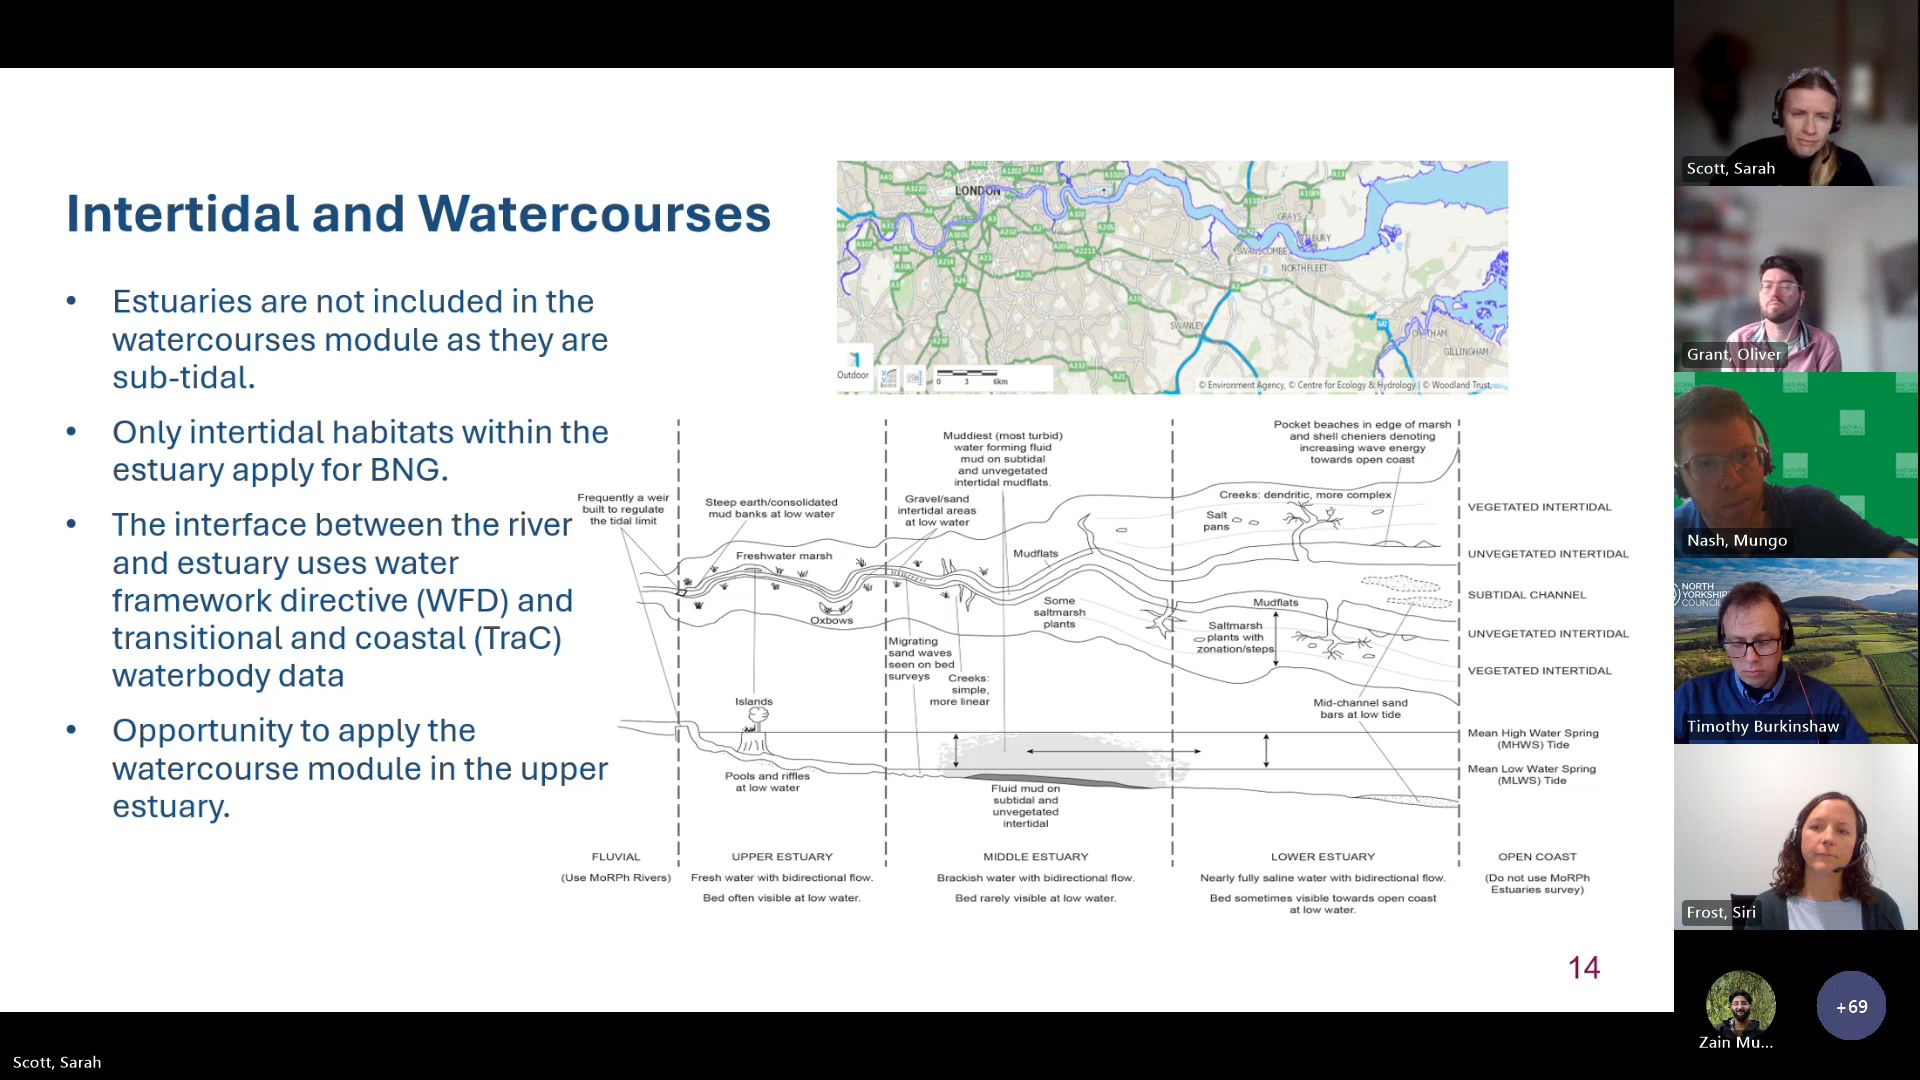 Intertidal and Watercourses
• Estuaries are not included in the
watercourses module as they are
sub-tidal.
• Only intertidal habitats within the
estuary apply for BNG.
• The interface between the river
and estuary uses water
framework directive (WFD) and
transitional and coastal (TraC)
waterbody data
• Opportunity to apply the
watercourse module in the upper
estuary.
LONDON
GRAYS
SWANSCOMBE
NORTHFLEET
SWANLEY
GILLINGHAM
Outdoor
0 3 6km
© Environment Agency, © Centre for Ecology & Hydrology | © Woodland Trust
Frequently a weir
built to regulate
the tidal limit
Steep earth/consolidated
mud banks at low water
Freshwater marsh
Oxbows
Gravel/sand
intertidal areas
at low water
Muddiest (most turbid)
water forming fluid
mud on subtidal
and unvegetated
intertidal mudflats.
Mudflats
Some
saltmarsh
plants
Migrating
sand waves
seen on bed
surveys
Creeks:
simple,
more linear
Pocket beaches in edge of marsh
and shell cheniers denoting
increasing wave energy
towards open coast
Creeks: dendritic, more complex
Salt
pans
Mudflats
Saltmarsh
plants with
zonation/steps
Mid-channel sand
bars at low tide
VEGETATED INTERTIDAL
UNVEGETATED INTERTIDAL
SUBTIDAL CHANNEL
UNVEGETATED INTERTIDAL
VEGETATED INTERTIDAL
Islands
Pools and riffles
at low water
Fluid mud on
subtidal and
unvegetated
intertidal
Mean High Water Spring
(MHWS) Tide
Mean Low Water Spring
(MLWS) Tide
FLUVIAL
(Use MoRPh Rivers)
UPPER ESTUARY
Fresh water with bidirectional flow.
Bed often visible at low water.
MIDDLE ESTUARY
Brackish water with bidirectional flow.
Bed rarely visible at low water.
LOWER ESTUARY
Nearly fully saline water with bidirectional flow.
Bed sometimes visible towards open coast
at low water.
OPEN COAST
(Do not use MoRPh
Estuaries survey)
14
Scott, Sarah
Scott, Sarah
Grant, Oliver
Nash, Mungo
NORTH
YORKSHIRE
COUNCIL
Timothy Burkinshaw
Frost, Siri
Zain Mu...
+69